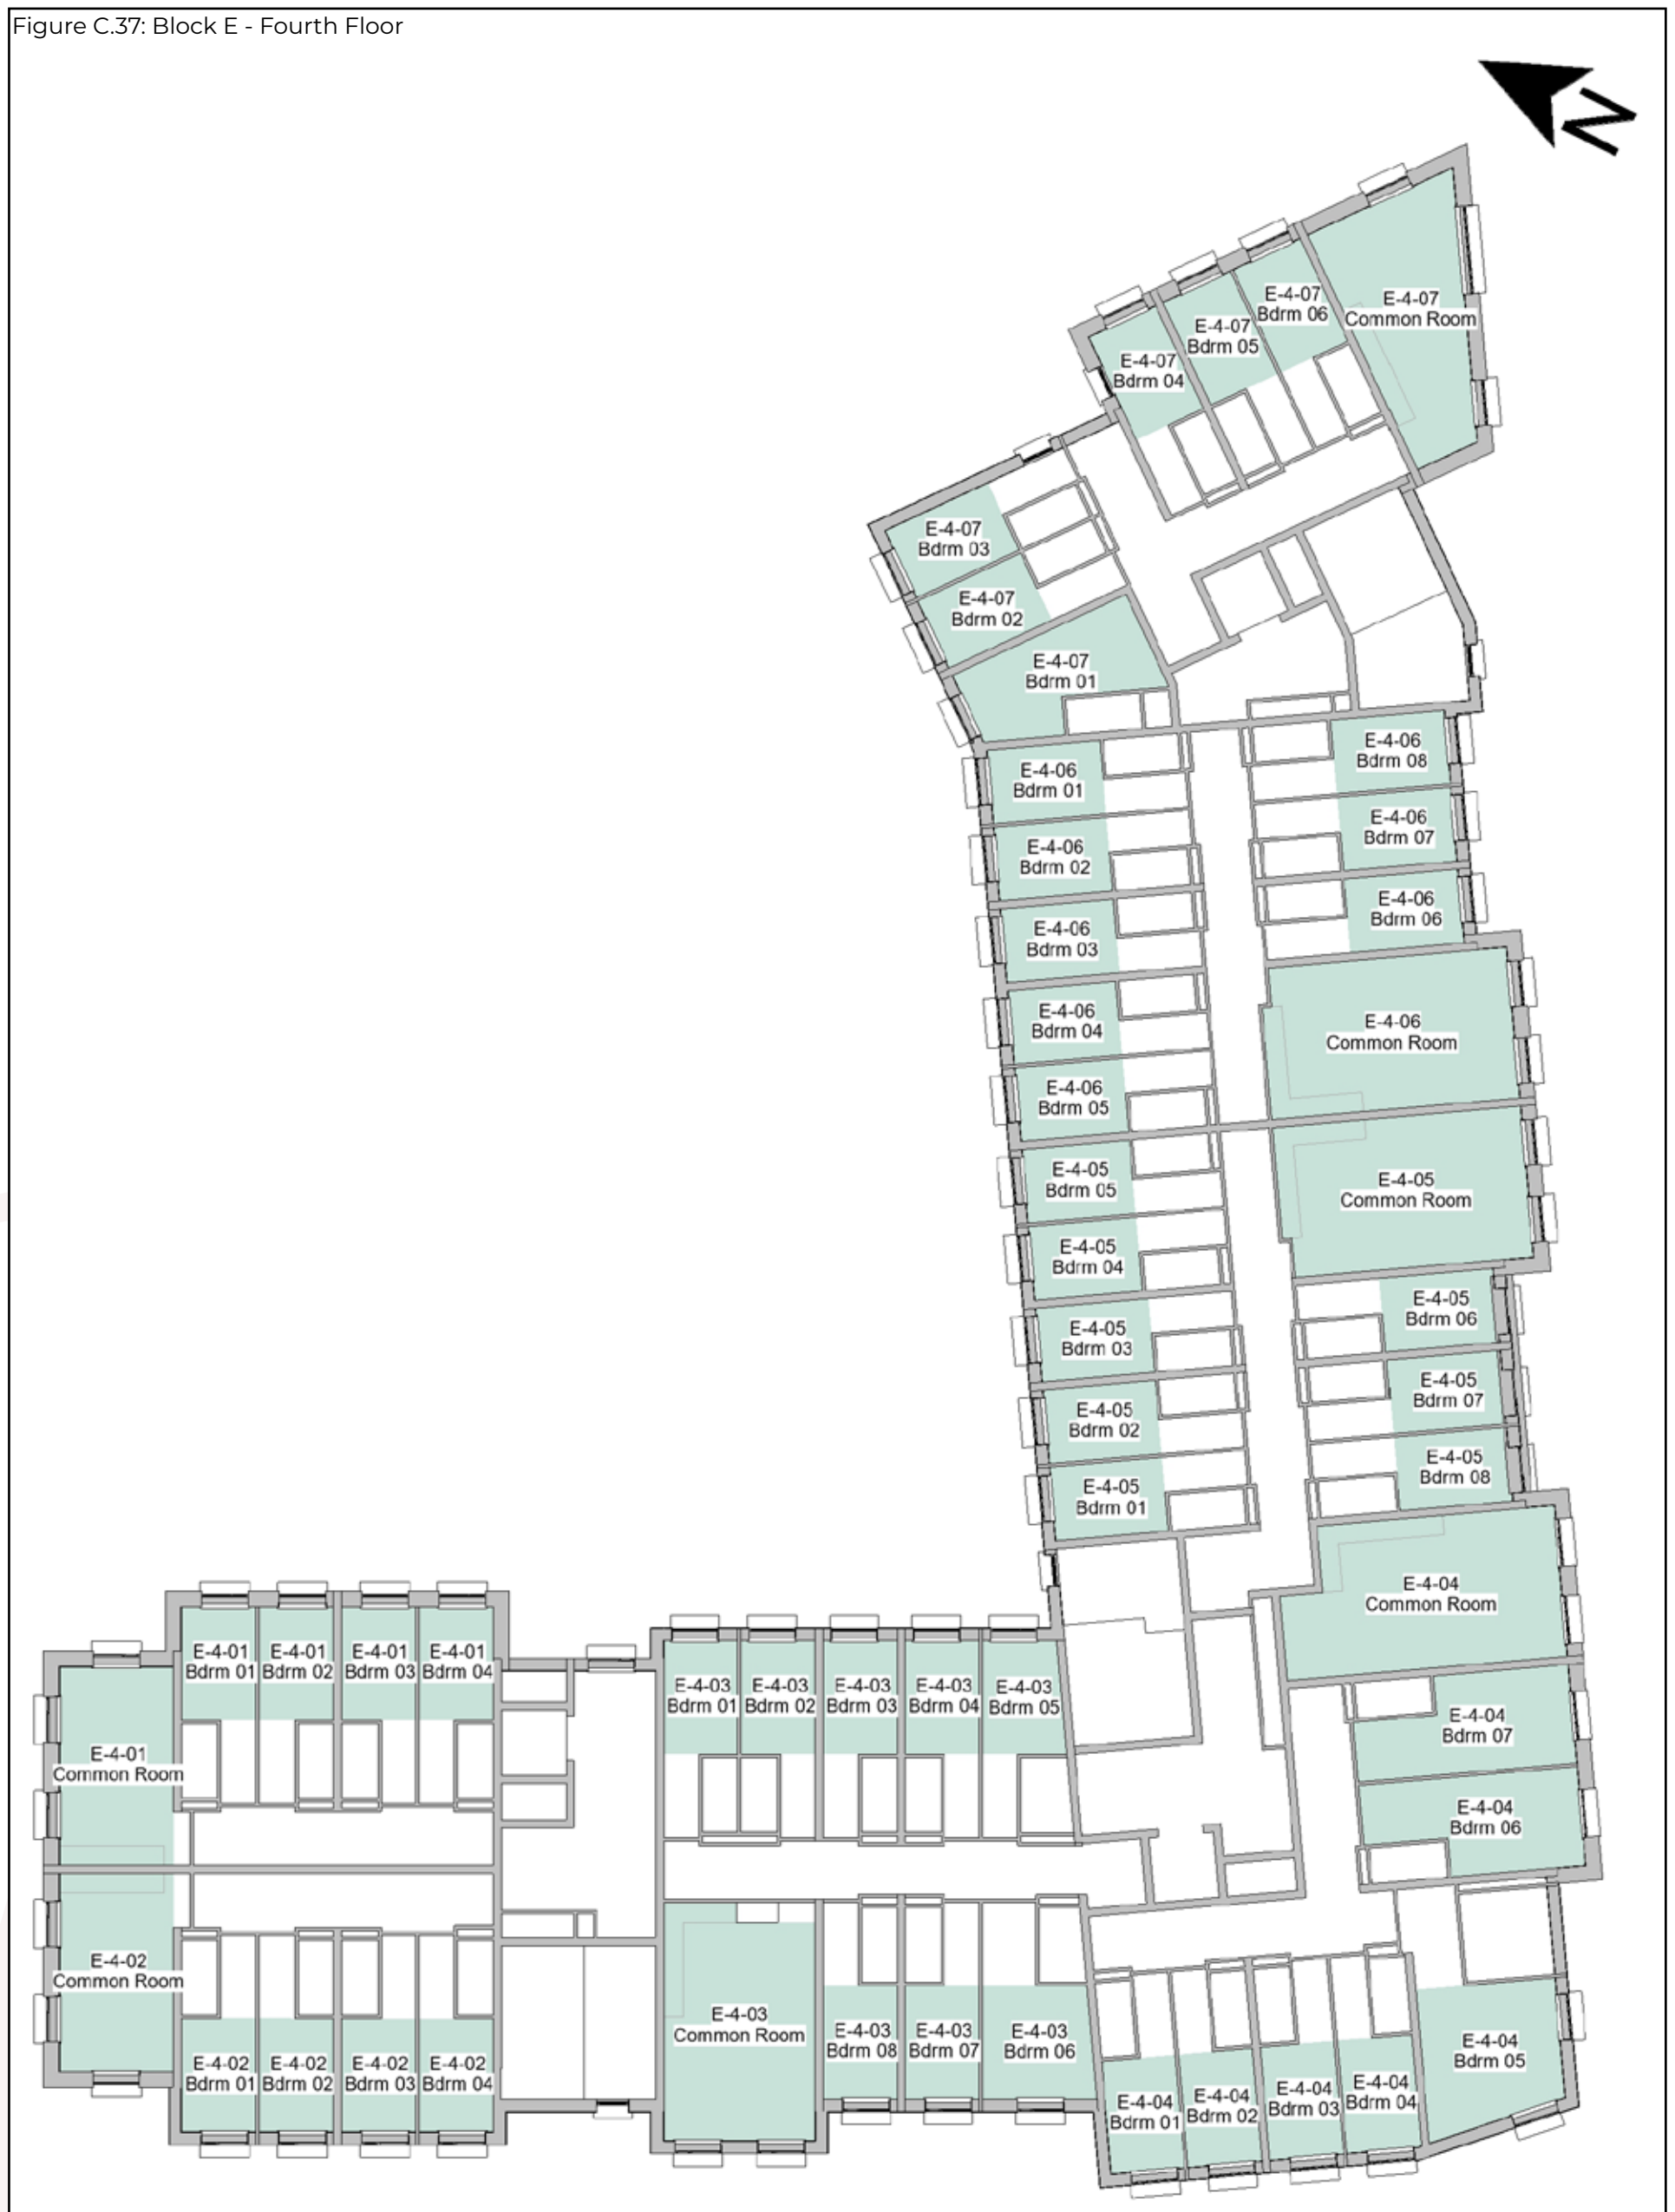 Figure C.37: Block E - Fourth Floor
N
E-4-07
Common Room
E-4-07
Bdrm 06
E-4-07
Bdrm 05
E-4-07
Bdrm 04
E-4-07
Bdrm 03
E-4-07
Bdrm 02
E-4-07
Bdrm 01
E-4-06
Bdrm 01
E-4-06
Bdrm 08
E-4-06
Bdrm 02
E-4-06
Bdrm 07
E-4-06
Bdrm 03
E-4-06
Bdrm 06
E-4-06
Bdrm 04
E-4-06
Common Room
E-4-06
Bdrm 05
E-4-05
Bdrm 05
E-4-05
Common Room
E-4-05
Bdrm 04
E-4-05
Bdrm 06
E-4-05
Bdrm 03
E-4-05
Bdrm 07
E-4-05
Bdrm 02
E-4-05
Bdrm 08
E-4-05
Bdrm 01
E-4-04
Common Room
E-4-01
Bdrm 01
E-4-01
Bdrm 02
E-4-01
Bdrm 03
E-4-01
Bdrm 04
E-4-03
Bdrm 01
E-4-03
Bdrm 02
E-4-03
Bdrm 03
E-4-03
Bdrm 04
E-4-03
Bdrm 05
E-4-04
Bdrm 07
E-4-01
Common Room
E-4-04
Bdrm 06
E-4-02
Common Room
E-4-03
Common Room
E-4-03
Bdrm 08
E-4-03
Bdrm 07
E-4-03
Bdrm 06
E-4-04
Bdrm 05
E-4-02
Bdrm 01
E-4-02
Bdrm 02
E-4-02
Bdrm 03
E-4-02
Bdrm 04
E-4-04
Bdrm 01
E-4-04
Bdrm 02
E-4-04
Bdrm 03
E-4-04
Bdrm 04